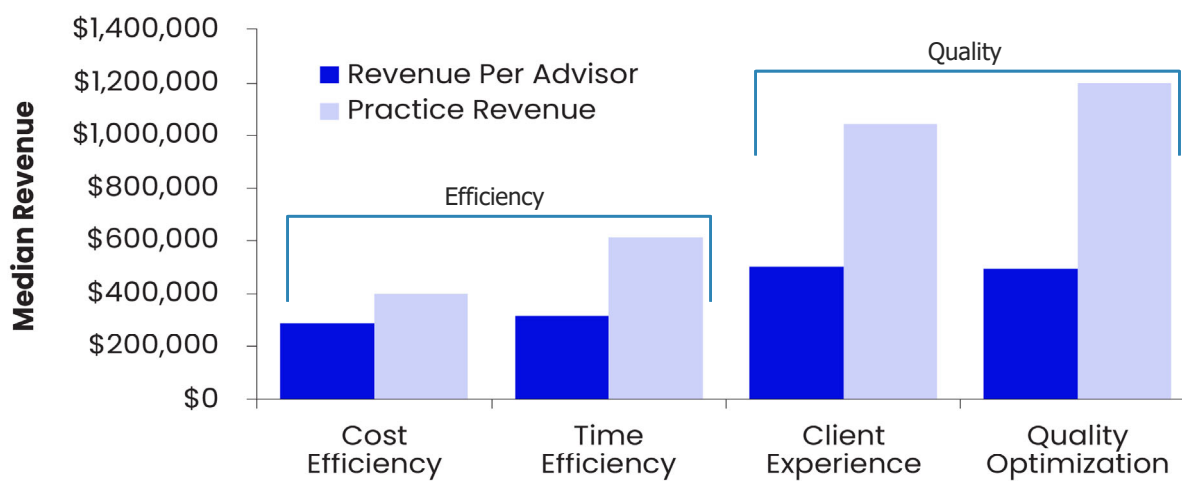 Median Revenue
$1,400,000
$1,200,000
$1,000,000
$800,000
$600,000
$400,000
$200,000
$0
Revenue Per Advisor
Practice Revenue
Efficiency
Quality
Cost
Efficiency
Time
Efficiency
Client
Experience
Quality
Optimization